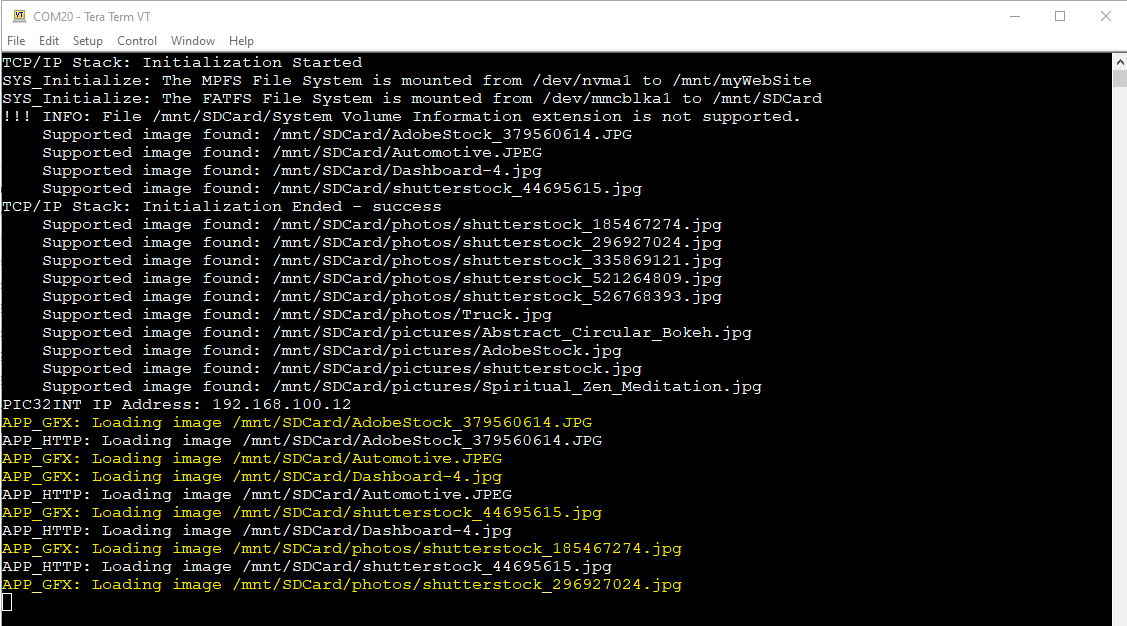 COM20 - Tera Term VT
File Edit Setup Control Window Help
TCP/IP Stack: Initialization Started
SYS_Initialize: The MPFS File System is mounted from /dev/nvma1 to /mnt/myWebSite
SYS_Initialize: The FATFS File System is mounted from /dev/mmcblka1 to /mnt/SDCard
!!! INFO: File /mnt/SDCard/System Volume Information extension is not supported.
    Supported image found: /mnt/SDCard/AdobeStock_379560614.JPG
    Supported image found: /mnt/SDCard/Automotive.JPEG
    Supported image found: /mnt/SDCard/Dashboard-4.jpg
    Supported image found: /mnt/SDCard/shutterstock_44695615.jpg
TCP/IP Stack: Initialization Ended - success
    Supported image found: /mnt/SDCard/photos/shutterstock_185467274.jpg
    Supported image found: /mnt/SDCard/photos/shutterstock_296927024.jpg
    Supported image found: /mnt/SDCard/photos/shutterstock_335869121.jpg
    Supported image found: /mnt/SDCard/photos/shutterstock_521264809.jpg
    Supported image found: /mnt/SDCard/photos/shutterstock_526768393.jpg
    Supported image found: /mnt/SDCard/photos/Truck.jpg
    Supported image found: /mnt/SDCard/pictures/Abstract_Circular_Bokeh.jpg
    Supported image found: /mnt/SDCard/pictures/AdobeStock.jpg
    Supported image found: /mnt/SDCard/pictures/shutterstock.jpg
    Supported image found: /mnt/SDCard/pictures/Spiritual_Zen_Meditation.jpg
PIC32INT IP Address: 192.168.100.12
APP_GFX: Loading image /mnt/SDCard/AdobeStock_379560614.JPG
APP_HTTP: Loading image /mnt/SDCard/AdobeStock_379560614.JPG
APP_GFX: Loading image /mnt/SDCard/Automotive.JPEG
APP_GFX: Loading image /mnt/SDCard/Dashboard-4.jpg
APP_HTTP: Loading image /mnt/SDCard/Automotive.JPEG
APP_GFX: Loading image /mnt/SDCard/shutterstock_44695615.jpg
APP_HTTP: Loading image /mnt/SDCard/Dashboard-4.jpg
APP_GFX: Loading image /mnt/SDCard/photos/shutterstock_185467274.jpg
APP_HTTP: Loading image /mnt/SDCard/shutterstock_44695615.jpg
APP_GFX: Loading image /mnt/SDCard/photos/shutterstock_296927024.jpg